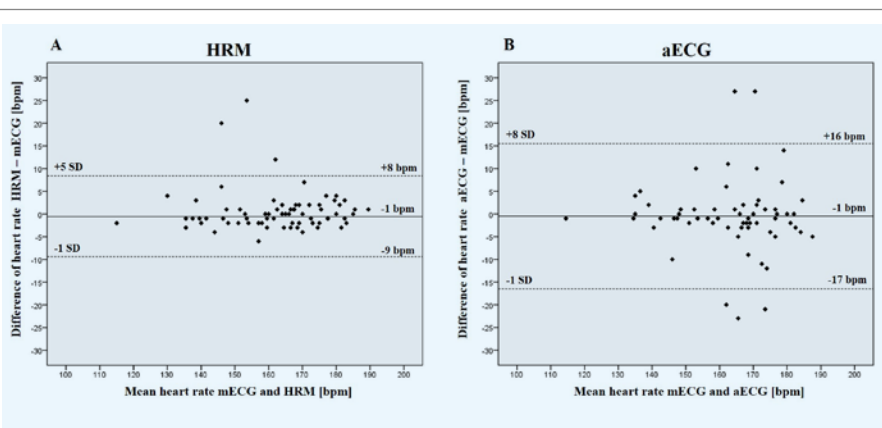 A
HRM
Difference of heart rate HRM – mECG [bpm]
30
25
20
15
10
5
0
-5
-10
-15
-20
-25
-30
+5 SD
+8 bpm
-1 bpm
-1 SD
-9 bpm
100 110 120 130 140 150 160 170 180 190 200
Mean heart rate mECG and HRM [bpm]
B
aECG
Difference of heart rate aECG – mECG [bpm]
30
25
20
15
10
5
0
-5
-10
-15
-20
-25
-30
+8 SD
+16 bpm
-1 bpm
-1 SD
-17 bpm
100 110 120 130 140 150 160 170 180 190 200
Mean heart rate mECG and aECG [bpm]